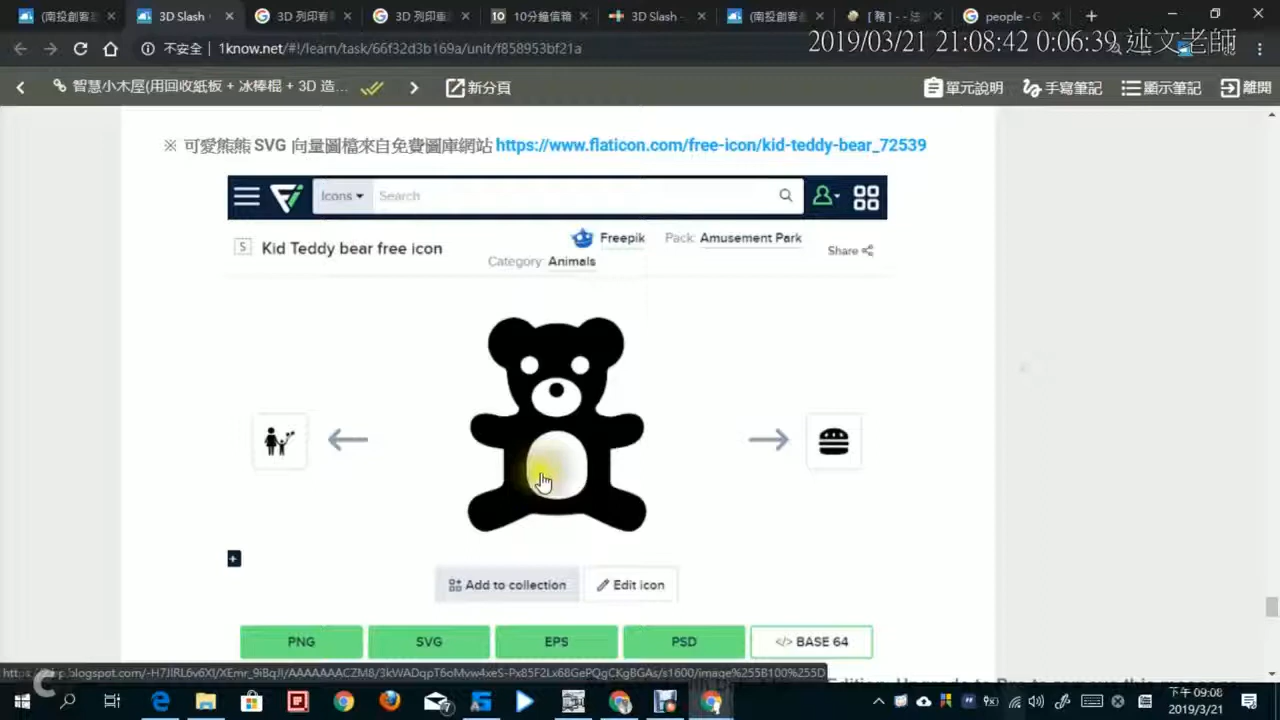 (南投創客
3D Slash
3D 列印春
3D 列印車
10分鐘信箱
3D Slash -
(南投創客
people - G
不安全 | 1know.net/#!/learn/task/66f32d3b169a/unit/f858953bf21a
2019/03/21 21:08:42 0:06:39 述文老師
智慧小木屋(用回收紙板 + 冰棒棍 + 3D 造...
新分頁
單元說明
手寫筆記
顯示筆記
離開
※ 可愛熊熊 SVG 向量圖檔來自免費圖庫網站 https://www.flaticon.com/free-icon/kid-teddy-bear_72539
Icons
Search
S Kid Teddy bear free icon
Freepik
Pack: Amusement Park
Category: Animals
Share
Add to collection
Edit icon
PNG
SVG
EPS
PSD
</> BASE 64
下午 09:08
2019/3/21